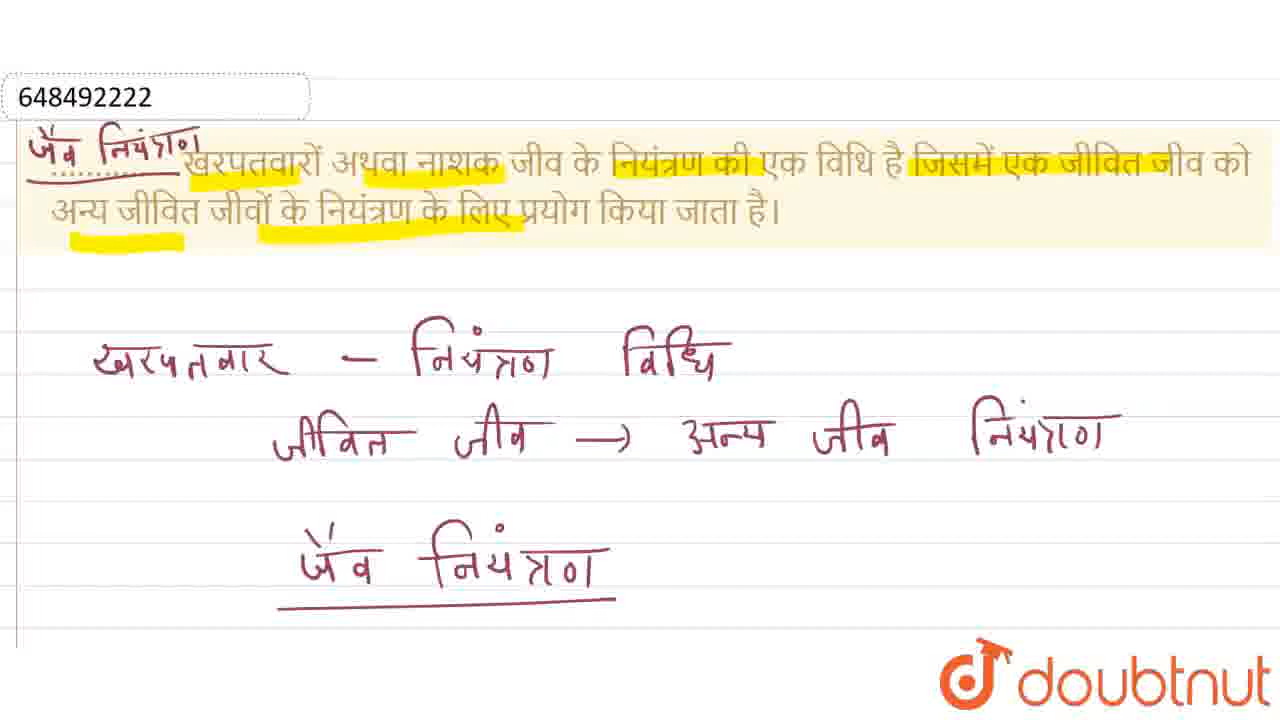 648492222
जैव नियंत्रण
.............. खरपतवारों अथवा नाशक जीव के नियंत्रण की एक विधि है जिसमें एक जीवित जीव को
अन्य जीवित जीवों के नियंत्रण के लिए प्रयोग किया जाता है।
खरपतवार – नियंत्रण विधि
जीवित जीव → अन्य जीव नियंत्रण
जैव नियंत्रण
doubtnut